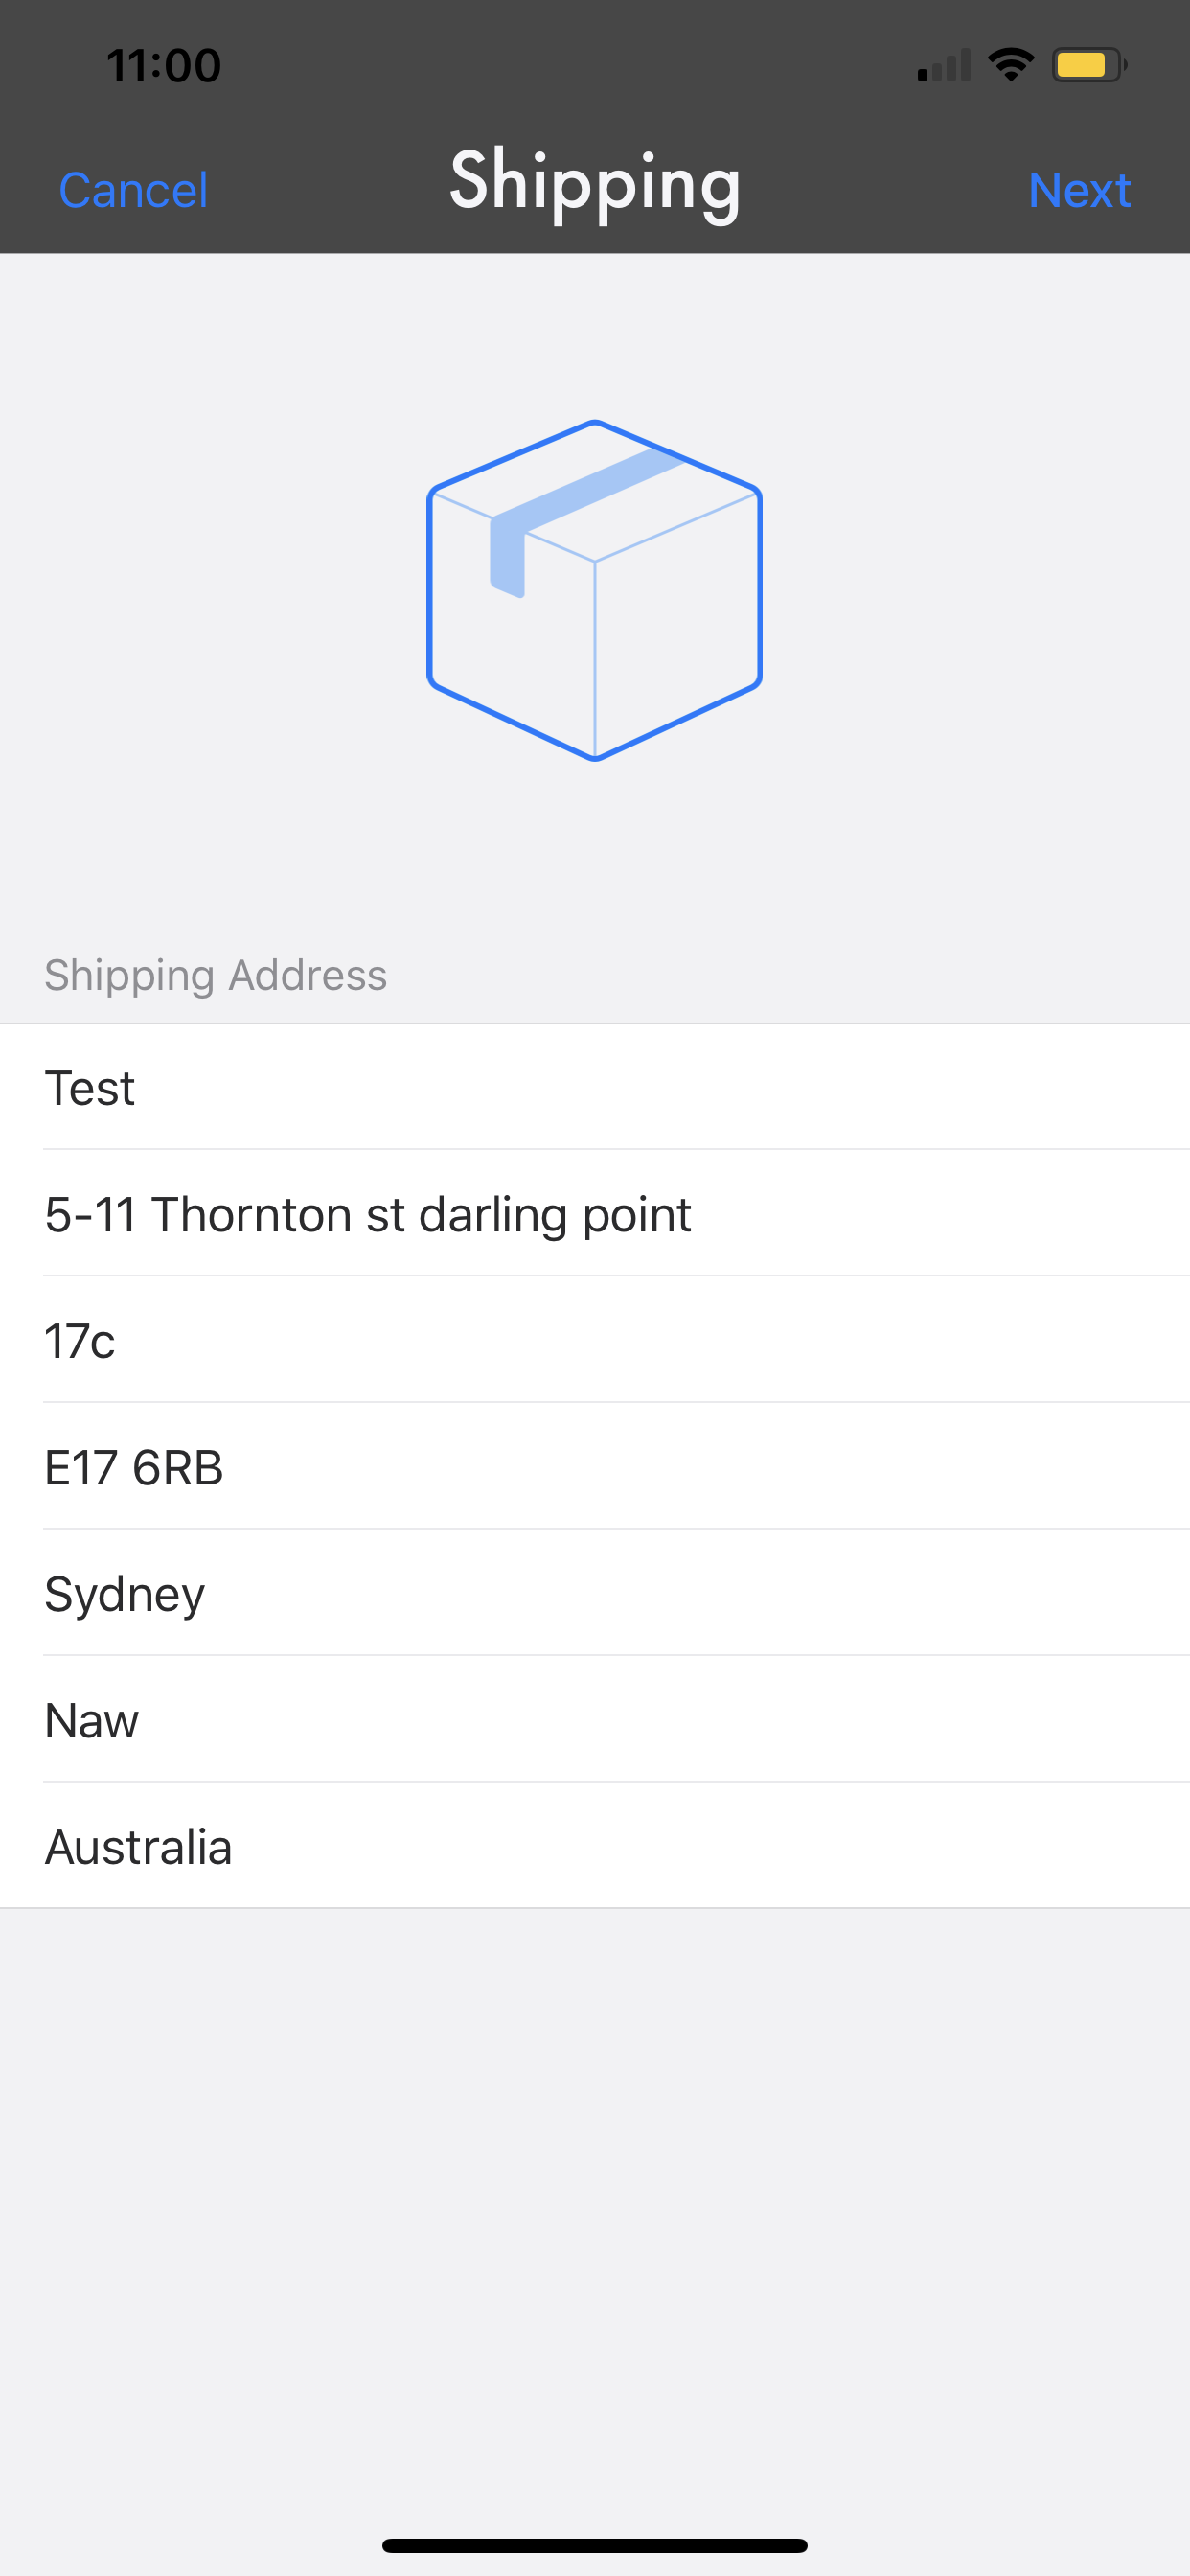 11:00
Cancel
Shipping
Next
Shipping Address
Test
5-11 Thornton st darling point
17c
E17 6RB
Sydney
Naw
Australia